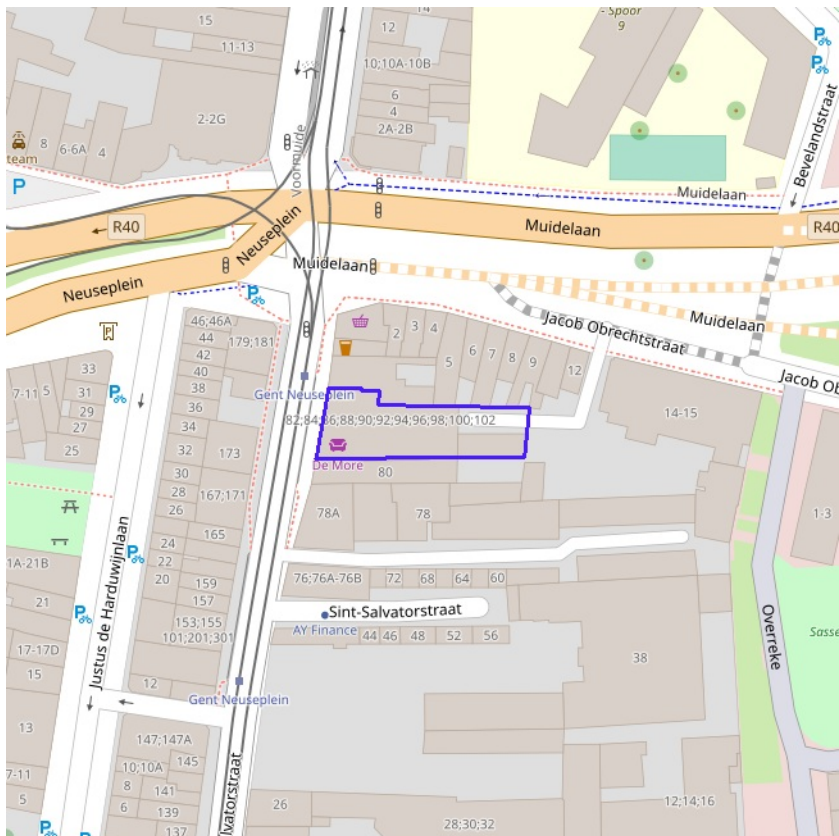 - Spoor
9
15
11-13
12
10;10A-10B
6
4
2A-2B
2-2G
8
6-6A
4
team
P
Voormuide
Bevelandstraat
Muidelaan
R40
Neuseplein
Muidelaan
R40
Muidelaan
Neuseplein
Muidelaan
Jacob Obrechtstraat
Jacob Ob
46;46A
44
42
40
38
36
34
32
30
28
26
24
22
20
179;181
173
167;171
165
159
157
153;155
101;201;301
2
3
4
5
6
7
8
9
12
14-15
Gent Neuseplein
82;84;86;88;90;92;94;96;98;100;102
De More
80
78A
78
33
31
29
27
25
5
7-11
1A-21B
21
17-17D
15
13
7-11
5
Justus de Harduwijnlaan
76;76A-76B
72
68
64
60
Sint-Salvatorstraat
AY Finance
44
46
48
52
56
38
1-3
Overreke
Sasse
Gent Neuseplein
12
147;147A
10;10A
145
8
141
6
139
137
lvatorstraat
26
28;30;32
12;14;16